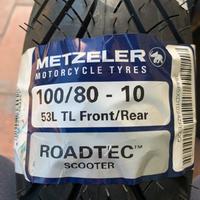 METZELER
MOTORCYCLE TYRES
100/80 - 10
53L TL Front/Rear
ROADTEC™
SCOOTER